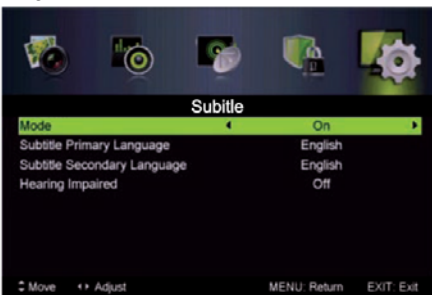 Subitle
Mode On
Subtitle Primary Language English
Subtitle Secondary Language English
Hearing Impaired Off
Move Adjust MENU: Return EXIT: Exit